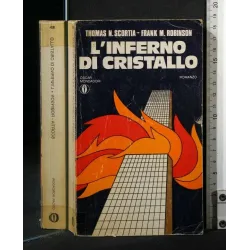 THOMAS N. SCORTIA - FRANK M. ROBINSON
L'INFERNO
DI CRISTALLO
OSCAR
MONDADORI
ROMANZO